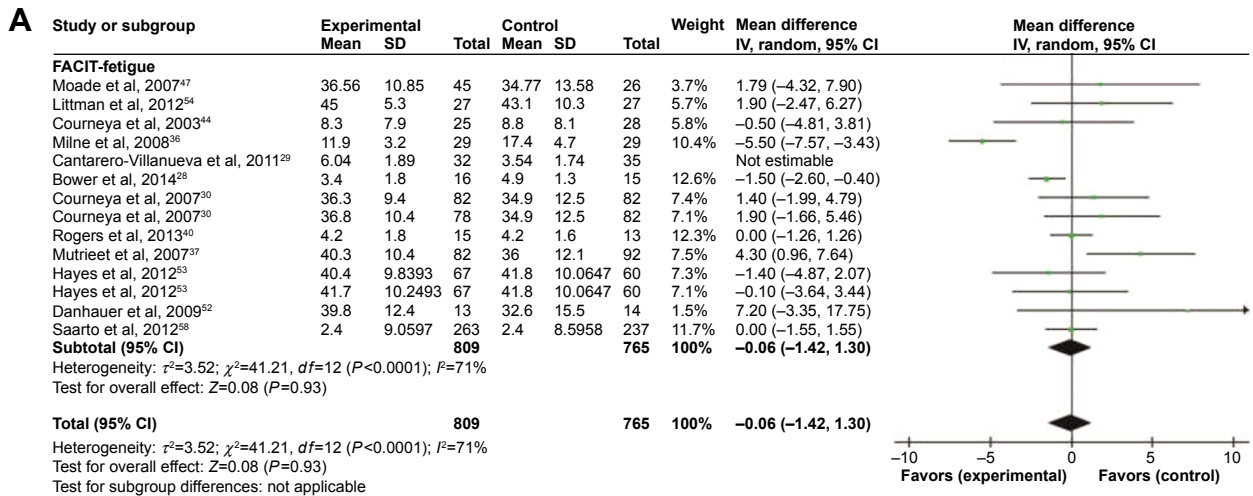 A
Study or subgroup Experimental Control Weight Mean difference Mean difference
Mean SD Total Mean SD Total IV, random, 95% CI IV, random, 95% CI
FACIT-fatigue
Moade et al, 2007⁴⁷ 36.56 10.85 45 34.77 13.58 26 3.7% 1.79 (–4.32, 7.90)
Littman et al, 2012⁵⁴ 45 5.3 27 43.1 10.3 27 5.7% 1.90 (–2.47, 6.27)
Courneya et al, 2003⁴⁴ 8.3 7.9 25 8.8 8.1 28 5.8% –0.50 (–4.81, 3.81)
Milne et al, 2008³⁶ 11.9 3.2 29 17.4 4.7 29 10.4% –5.50 (–7.57, –3.43)
Cantarero-Villanueva et al, 2011²⁹ 6.04 1.89 32 3.54 1.74 35 Not estimable
Bower et al, 2014²⁸ 3.4 1.8 16 4.9 1.3 15 12.6% –1.50 (–2.60, –0.40)
Courneya et al, 2007³⁰ 36.3 9.4 82 34.9 12.5 82 7.4% 1.40 (–1.99, 4.79)
Courneya et al, 2007³⁰ 36.8 10.4 78 34.9 12.5 82 7.1% 1.90 (–1.66, 5.46)
Rogers et al, 2013⁴⁰ 4.2 1.8 15 4.2 1.6 13 12.3% 0.00 (–1.26, 1.26)
Mutrieet et al, 2007³⁷ 40.3 10.4 82 36 12.1 92 7.5% 4.30 (0.96, 7.64)
Hayes et al, 2012⁵³ 40.4 9.8393 67 41.8 10.0647 60 7.3% –1.40 (–4.87, 2.07)
Hayes et al, 2012⁵³ 41.7 10.2493 67 41.8 10.0647 60 7.1% –0.10 (–3.64, 3.44)
Danhauer et al, 2009⁵² 39.8 12.4 13 32.6 15.5 14 1.5% 7.20 (–3.35, 17.75)
Saarto et al, 2012⁵⁸ 2.4 9.0597 263 2.4 8.5958 237 11.7% 0.00 (–1.55, 1.55)
Subtotal (95% CI) 809 765 100% –0.06 (–1.42, 1.30)
Heterogeneity: τ²=3.52; χ²=41.21, df=12 (P<0.0001); I²=71%
Test for overall effect: Z=0.08 (P=0.93)
Total (95% CI) 809 765 100% –0.06 (–1.42, 1.30)
Heterogeneity: τ²=3.52; χ²=41.21, df=12 (P<0.0001); I²=71%
Test for overall effect: Z=0.08 (P=0.93)
Test for subgroup differences: not applicable
–10 –5 0 5 10
Favors (experimental) Favors (control)